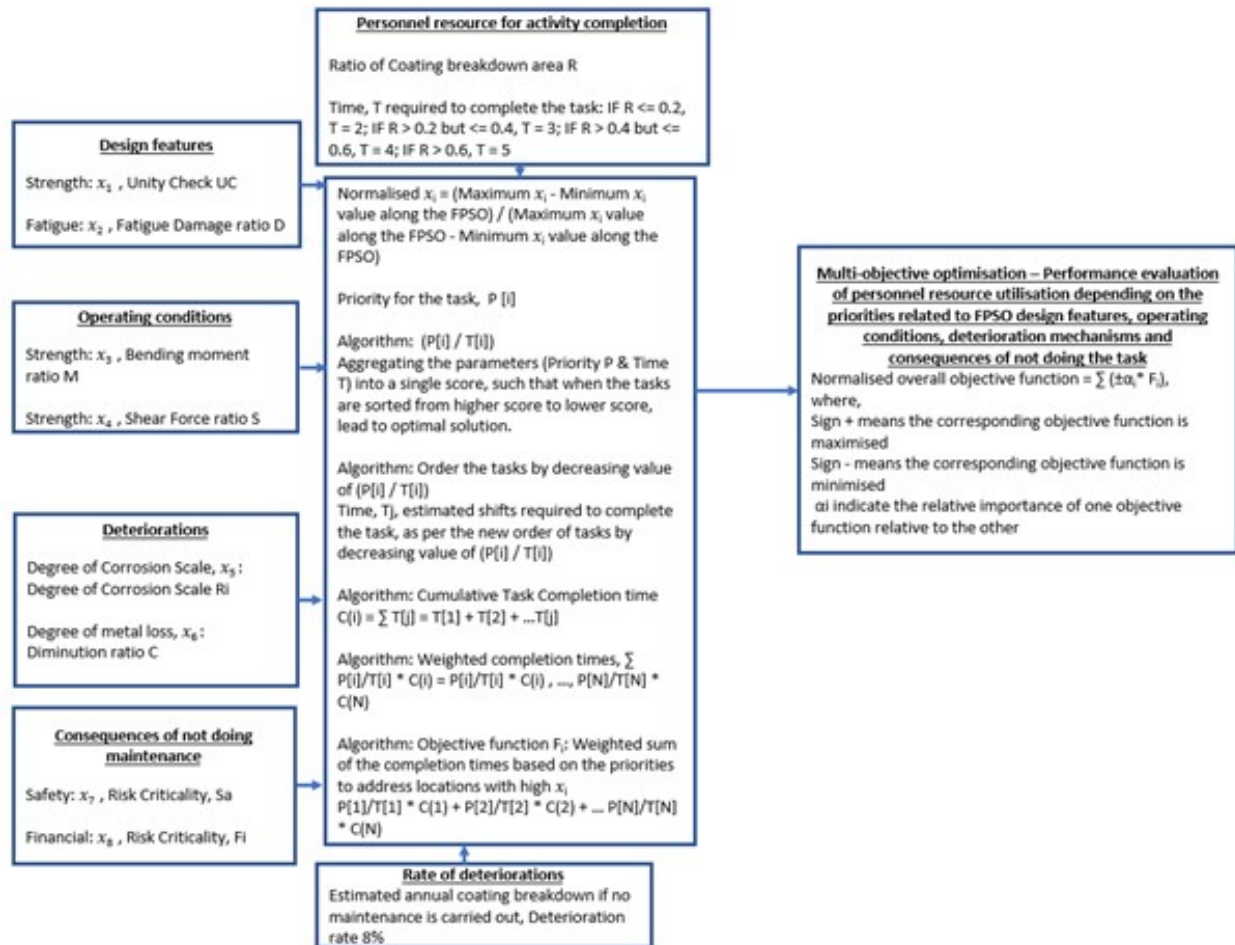 Personnel resource for activity completion
Ratio of Coating breakdown area R
Time, T required to complete the task: IF R <= 0.2,
T = 2; IF R > 0.2 but <= 0.4, T = 3; IF R > 0.4 but <=
0.6, T = 4; IF R > 0.6, T = 5
Design features
Strength: x₁ , Unity Check UC
Fatigue: x₂ , Fatigue Damage ratio D
Operating conditions
Strength: x₃ , Bending moment
ratio M
Strength: x₄ , Shear Force ratio S
Deteriorations
Degree of Corrosion Scale, x₅ :
Degree of Corrosion Scale Ri
Degree of metal loss, x₆ :
Diminution ratio C
Consequences of not doing
maintenance
Safety: x₇ , Risk Criticality, Sa
Financial: x₈ , Risk Criticality, Fi
Normalised xᵢ = (Maximum xᵢ - Minimum xᵢ
value along the FPSO) / (Maximum xᵢ value
along the FPSO - Minimum xᵢ value along the
FPSO)
Priority for the task, P [i]
Algorithm: (P[i] / T[i])
Aggregating the parameters (Priority P & Time
T) into a single score, such that when the tasks
are sorted from higher score to lower score,
lead to optimal solution.
Algorithm: Order the tasks by decreasing value
of (P[i] / T[i])
Time, Tj, estimated shifts required to complete
the task, as per the new order of tasks by
decreasing value of (P[i] / T[i])
Algorithm: Cumulative Task Completion time
C(i) = ∑ T[j] = T[1] + T[2] + ...T[j]
Algorithm: Weighted completion times, ∑
P[i]/T[i] * C(i) = P[i]/T[i] * C(i) , ..., P[N]/T[N] *
C(N)
Algorithm: Objective function Fᵢ: Weighted sum
of the completion times based on the priorities
to address locations with high xᵢ
P[1]/T[1] * C(1) + P[2]/T[2] * C(2) + ... P[N]/T[N]
* C(N)
Rate of deteriorations
Estimated annual coating breakdown if no
maintenance is carried out, Deterioration
rate 8%
Multi-objective optimisation – Performance evaluation
of personnel resource utilisation depending on the
priorities related to FPSO design features, operating
conditions, deterioration mechanisms and
consequences of not doing the task
Normalised overall objective function = ∑ (±αᵢ* Fᵢ),
where,
Sign + means the corresponding objective function is
maximised
Sign - means the corresponding objective function is
minimised
αi indicate the relative importance of one objective
function relative to the other